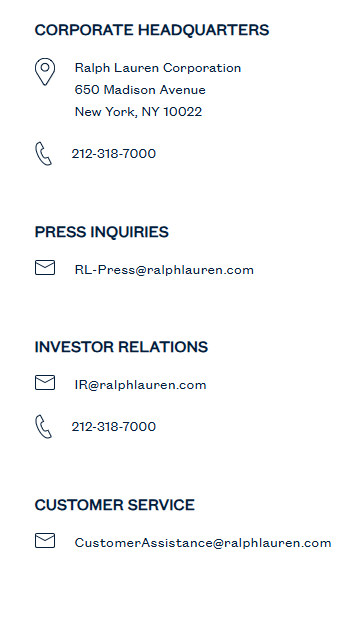 CORPORATE HEADQUARTERS
Ralph Lauren Corporation
650 Madison Avenue
New York, NY 10022
212-318-7000
PRESS INQUIRIES
RL-Press@ralphlauren.com
INVESTOR RELATIONS
IR@ralphlauren.com
212-318-7000
CUSTOMER SERVICE
CustomerAssistance@ralphlauren.com